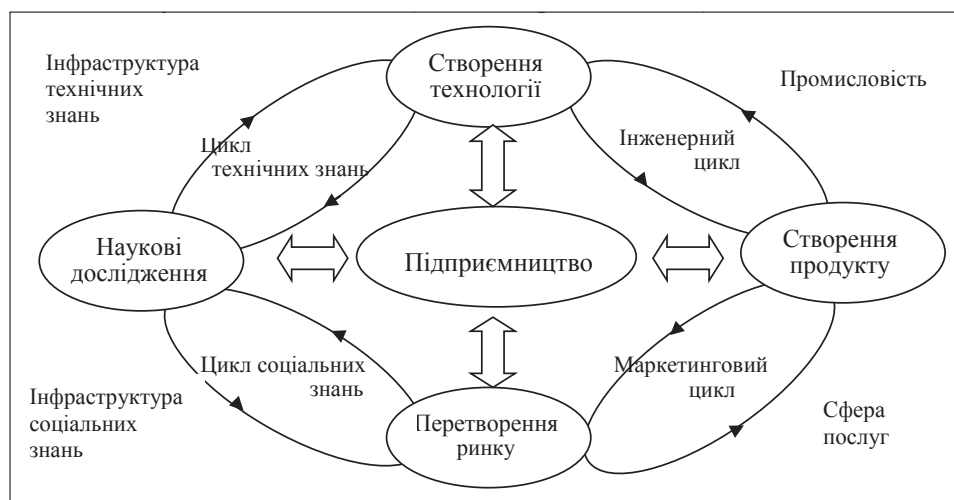 Інфраструктура
технічних
знань
Створення
технології
Промисловість
Цикл
технічних знань
Інженерний
цикл
Наукові
дослідження
Підприємництво
Створення
продукту
Цикл соціальних
знань
Маркетинговий
цикл
Інфраструктура
соціальних
знань
Перетворення
ринку
Сфера
послуг